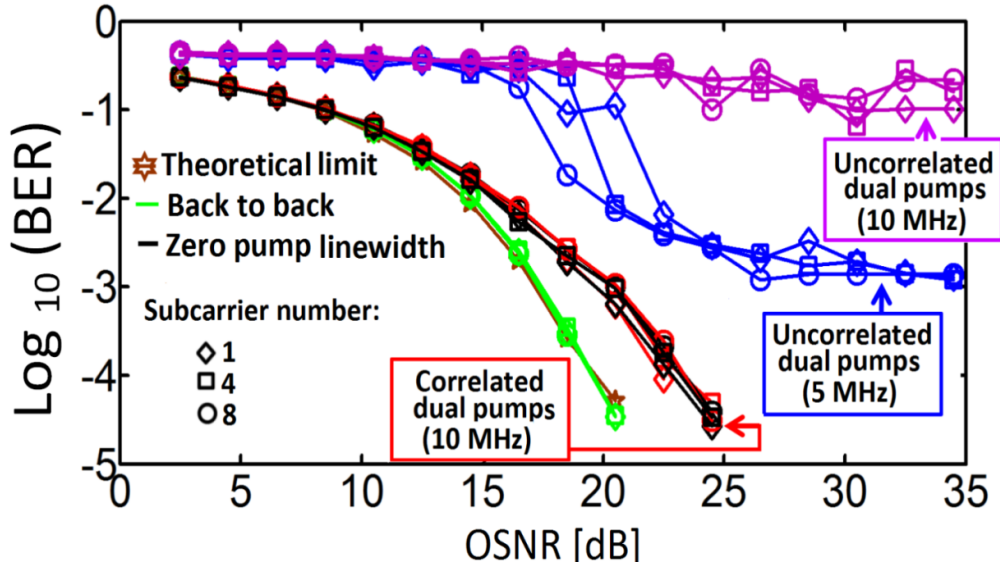 Log 10 (BER)
0
-1
-2
-3
-4
-5
0
5
10
15
20
25
30
35
OSNR [dB]
Theoretical limit
Back to back
Zero pump linewidth
Subcarrier number:
1
4
8
Correlated
dual pumps
(10 MHz)
Uncorrelated
dual pumps
(10 MHz)
Uncorrelated
dual pumps
(5 MHz)